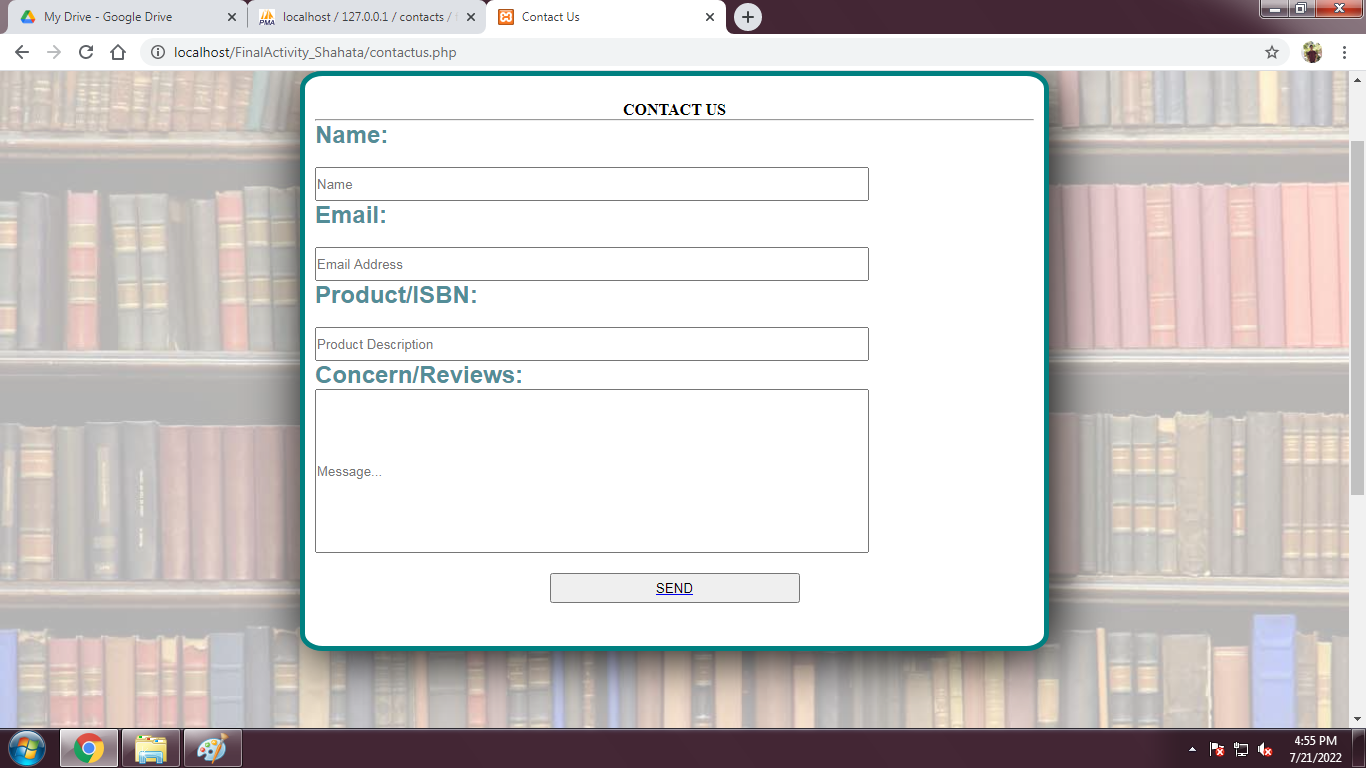 My Drive - Google Drive
localhost / 127.0.0.1 / contacts /
Contact Us
localhost/FinalActivity_Shahata/contactus.php
CONTACT US
Name:
Name
Email:
Email Address
Product/ISBN:
Product Description
Concern/Reviews:
Message...
SEND
4:55 PM
7/21/2022